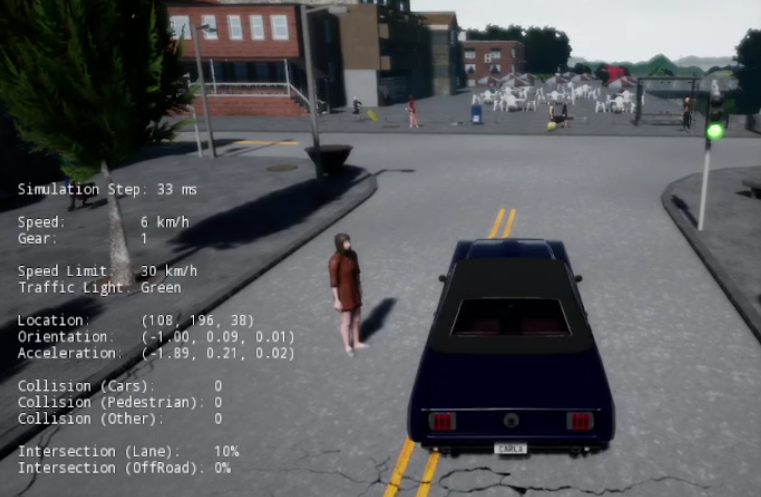 Simulation Step: 33 ms
Speed: 6 km/h
Gear: 1
Speed Limit: 30 km/h
Traffic Light: Green
Location: (108, 196, 38)
Orientation: (-1.00, 0.09, 0.01)
Acceleration: (-1.89, 0.21, 0.02)
Collision (Cars): 0
Collision (Pedestrian): 0
Collision (Other): 0
Intersection (Lane): 10%
Intersection (OffRoad): 0%
CARLA